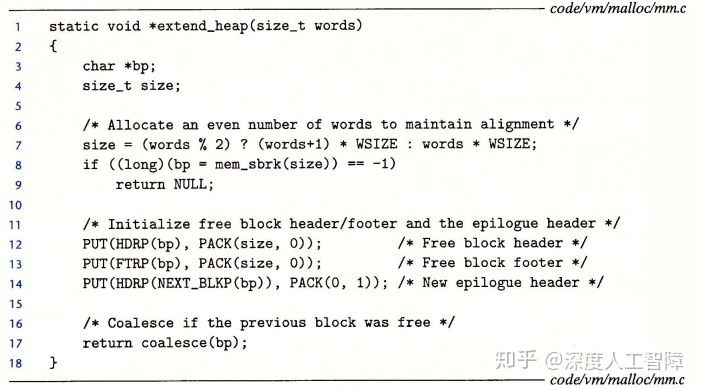 code/vm/malloc/mm.c
1 static void *extend_heap(size_t words)
2 {
3     char *bp;
4     size_t size;
5
6     /* Allocate an even number of words to maintain alignment */
7     size = (words % 2) ? (words+1) * WSIZE : words * WSIZE;
8     if ((long)(bp = mem_sbrk(size)) == -1)
9         return NULL;
10
11     /* Initialize free block header/footer and the epilogue header */
12     PUT(HDRP(bp), PACK(size, 0));         /* Free block header */
13     PUT(FTRP(bp), PACK(size, 0));         /* Free block footer */
14     PUT(HDRP(NEXT_BLKP(bp)), PACK(0, 1)); /* New epilogue header */
15
16     /* Coalesce if the previous block was free */
17     return coalesce(bp);
18 }
知乎 @深度人工智障
code/vm/malloc/mm.c